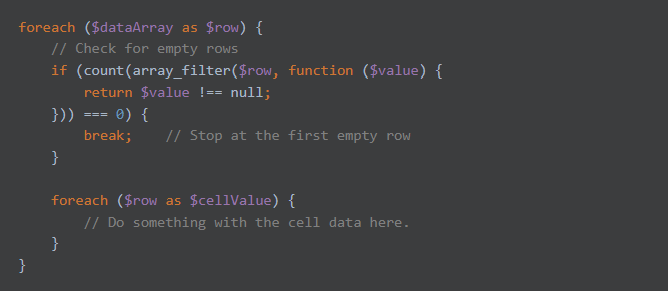 foreach ($dataArray as $row) {
    // Check for empty rows
    if (count(array_filter($row, function ($value) {
        return $value !== null;
    })) === 0) {
        break;    // Stop at the first empty row
    }

    foreach ($row as $cellValue) {
        // Do something with the cell data here.
    }
}